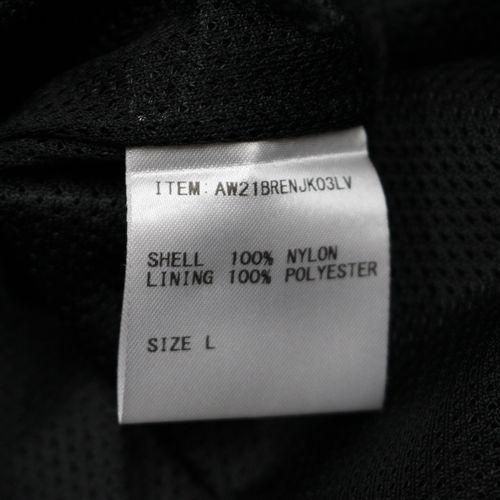 ITEM: AW21BRENJK03LV
SHELL 100% NYLON
LINING 100% POLYESTER
SIZE L